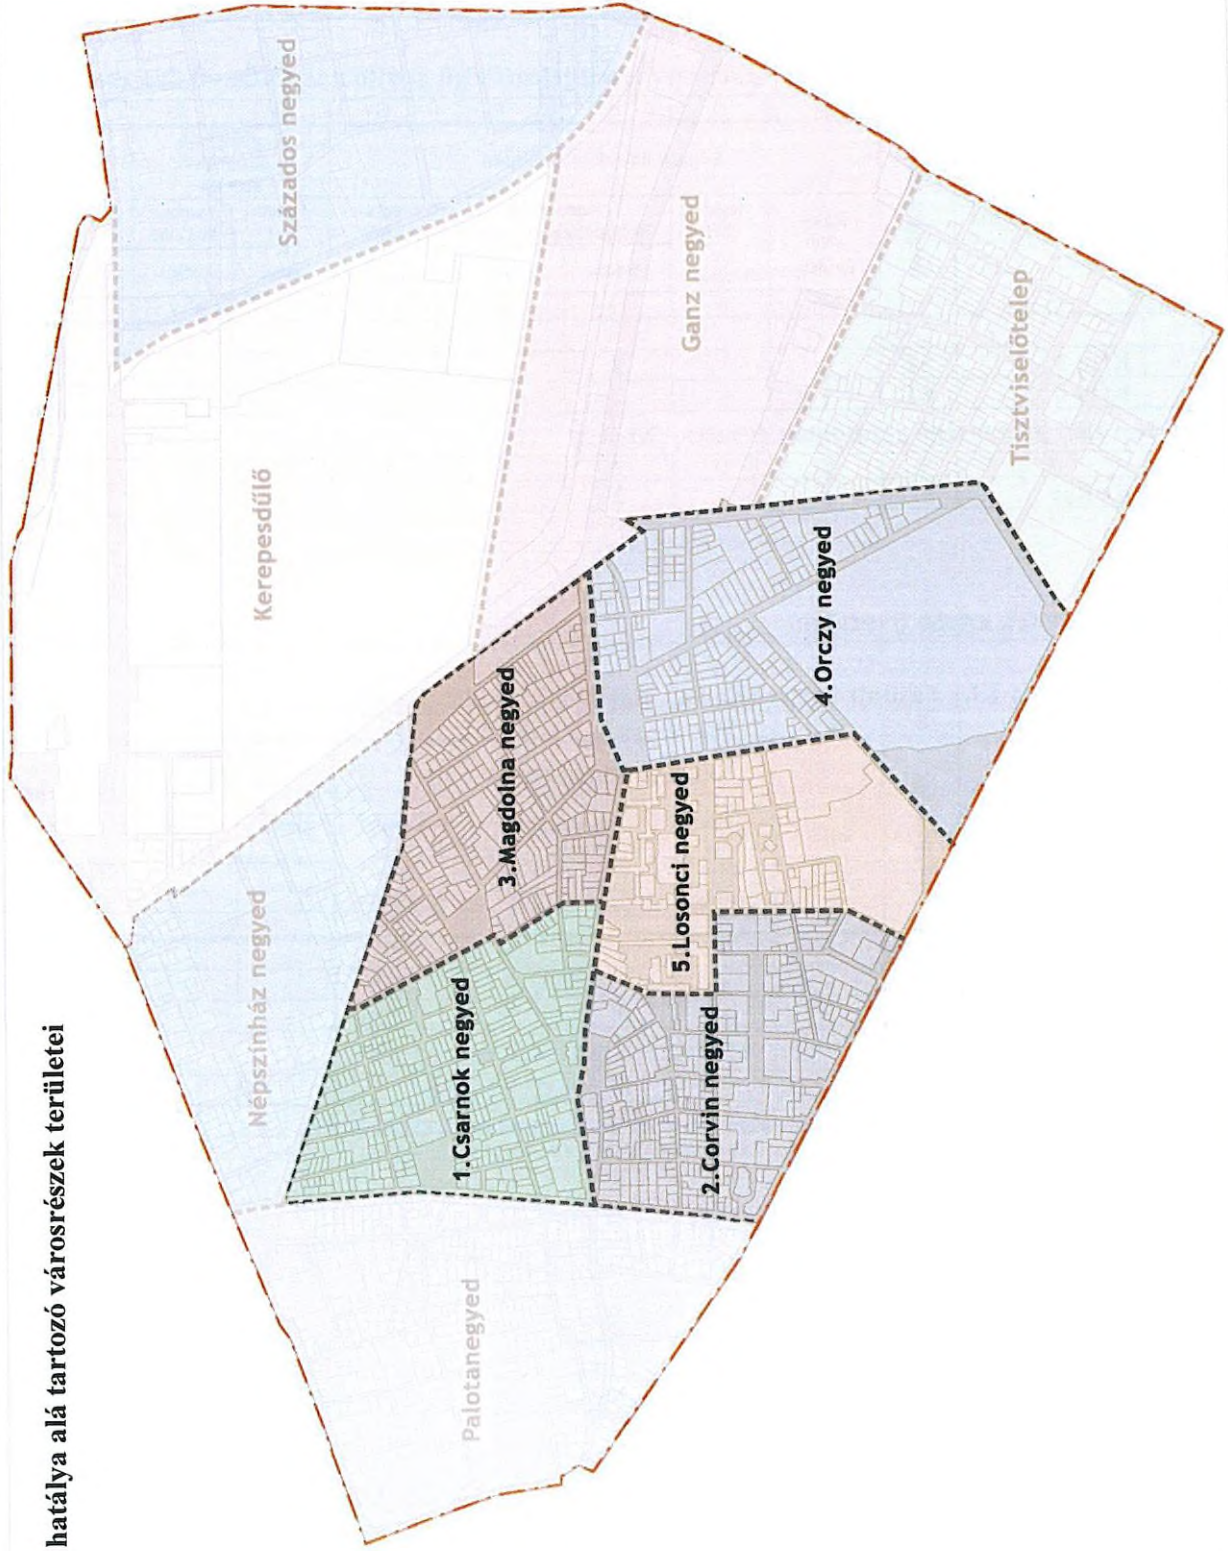 hatálya alá tartozó városrészek területei
Palotanegyed
Népszínház negyed
Kerepesdűlő
Százados negyed
1.Csarnok negyed
3.Magdolna negyed
Ganz negyed
2.Corvin negyed
5.Losonci negyed
4.Orczy negyed
Tisztviselőtelep